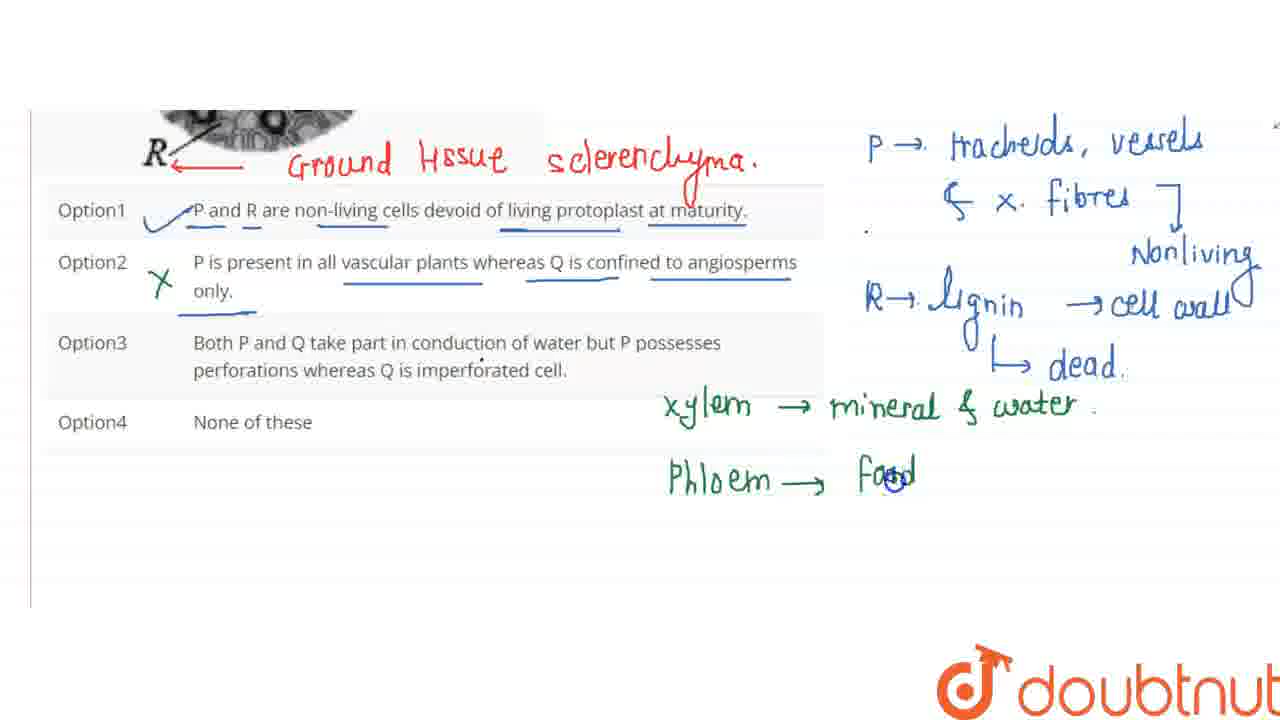 R ← Ground tissue sclerenchyma.
Option1 ✓ P and R are non-living cells devoid of living protoplast at maturity.
Option2 X P is present in all vascular plants whereas Q is confined to angiosperms
only.
Option3 Both P and Q take part in conduction of water but P possesses
perforations whereas Q is imperforated cell.
Option4 None of these
P → tracheids, vessels
& x. fibres
Nonliving
R → lignin → cell wall
↳ dead.
xylem → mineral & water.
Phloem → food
doubtnut